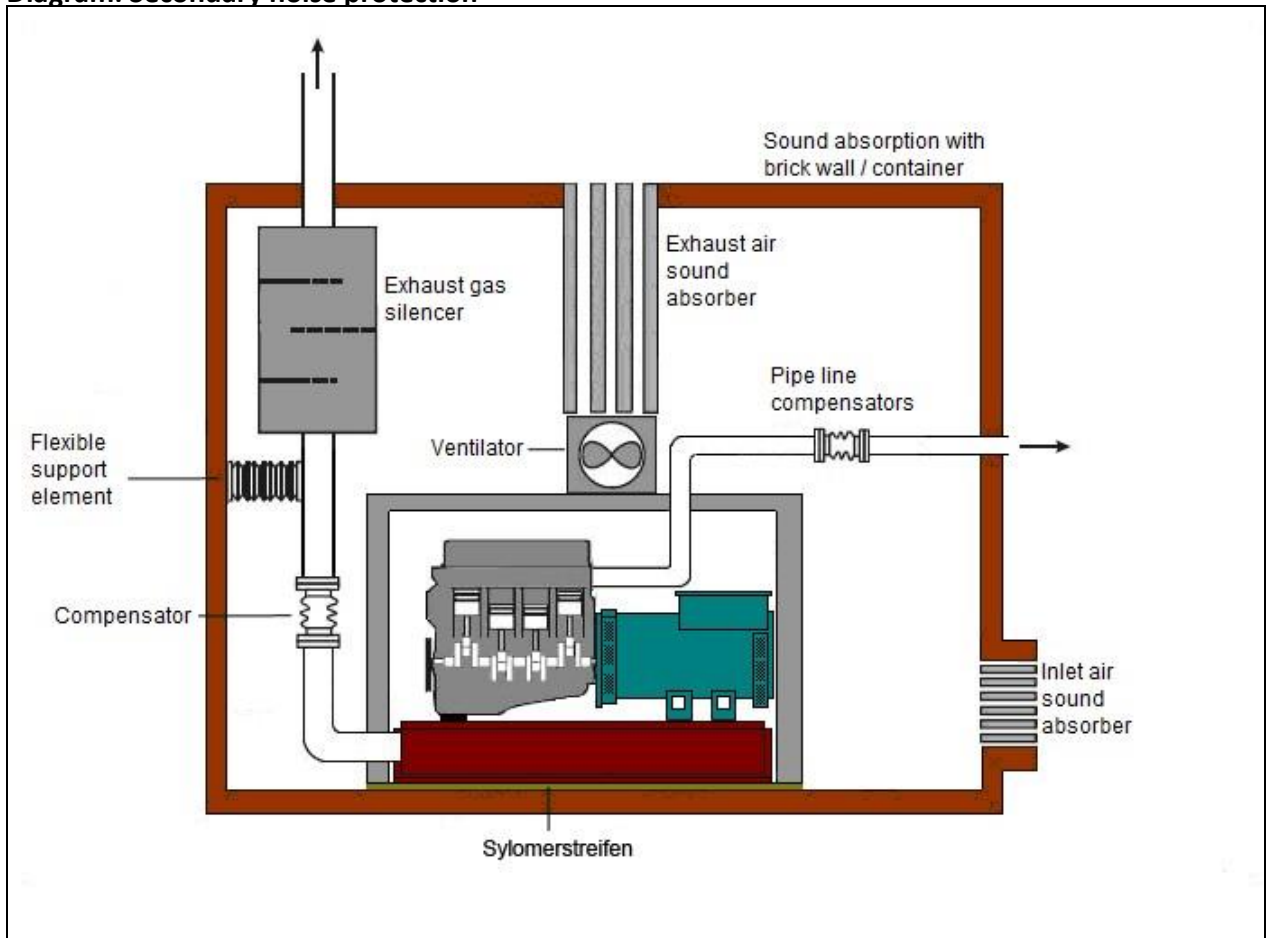 Diagram: Secondary noise protection
Sound absorption with
brick wall / container
Exhaust gas
silencer
Exhaust air
sound
absorber
Pipe line
compensators
Flexible
support
element
Ventilator
Compensator
Inlet air
sound
absorber
Sylomerstreifen